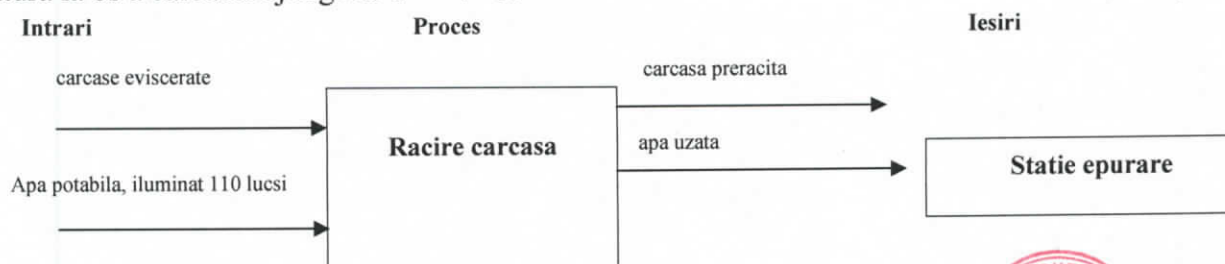 Intrari Proces Iesiri
carcase eviscerate carcasa preracita
Racire carcasa apa uzata Statie epurare
Apa potabila, iluminat 110 lucsi